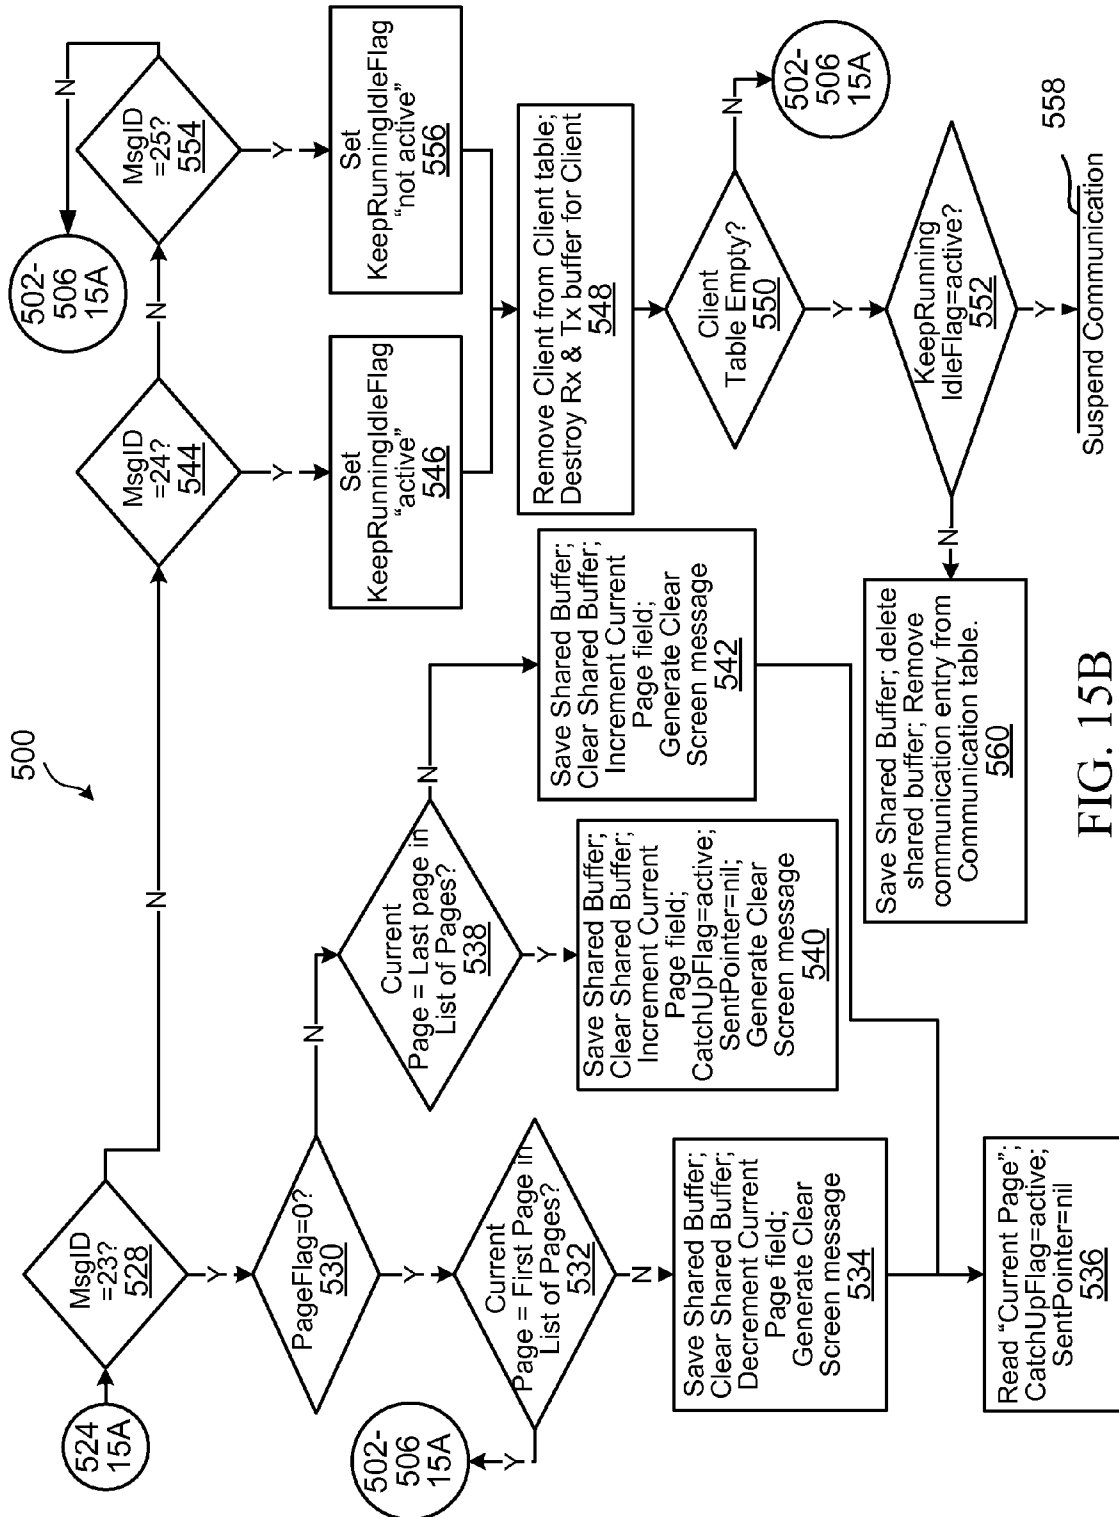 500
524
15A
MsgID
=23?
528
N
Y
PageFlag=0?
530
N
Y
Current
Page = First Page in
List of Pages?
532
Y
502-
506
15A
N
Save Shared Buffer;
Clear Shared Buffer;
Decrement Current
Page field;
Generate Clear
Screen message
534
Read “Current Page”;
CatchUpFlag=active;
SentPointer=nil
536
Current
Page = Last page in
List of Pages?
538
N
Y
Save Shared Buffer;
Clear Shared Buffer;
Increment Current
Page field;
CatchUpFlag=active;
SentPointer=nil;
Generate Clear
Screen message
540
Save Shared Buffer;
Clear Shared Buffer;
Increment Current
Page field;
Generate Clear
Screen message
542
MsgID
=24?
544
N
Y
Set
KeepRunningIdleFlag
“active”
546
502-
506
15A
N
MsgID
=25?
554
Y
Set
KeepRunningIdleFlag
“not active”
556
Remove Client from Client table;
Destroy Rx & Tx buffer for Client
548
Client
Table Empty?
550
N
502-
506
15A
Y
KeepRunning
IdleFlag=active?
552
N
Y
Save Shared Buffer; delete
shared buffer; Remove
communication entry from
Communication table.
560
558
Suspend Communication
FIG. 15B